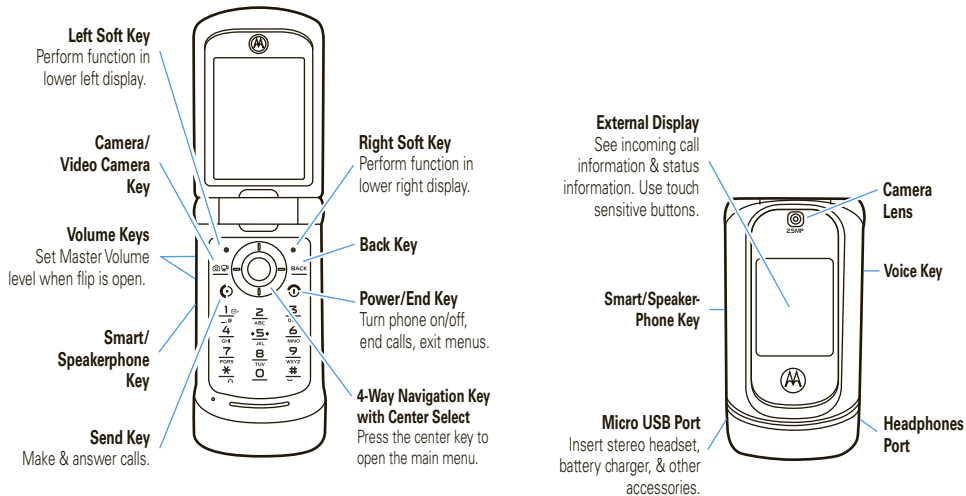 Left Soft Key
Perform function in
lower left display.
Camera/
Video Camera
Key
Volume Keys
Set Master Volume
level when flip is open.
Smart/
Speakerphone
Key
Send Key
Make & answer calls.
Right Soft Key
Perform function in
lower right display.
Back Key
Power/End Key
Turn phone on/off,
end calls, exit menus.
4-Way Navigation Key
with Center Select
Press the center key to
open the main menu.
BACK
1 2 3
ABC
4 5 6
GHI JKL MNO
7 8 9
PQRS TUV WXYZ
* 0 #
External Display
See incoming call
information & status
information. Use touch
sensitive buttons.
Smart/Speaker-
Phone Key
Micro USB Port
Insert stereo headset,
battery charger, & other
accessories.
2.5MP
Camera
Lens
Voice Key
Headphones
Port